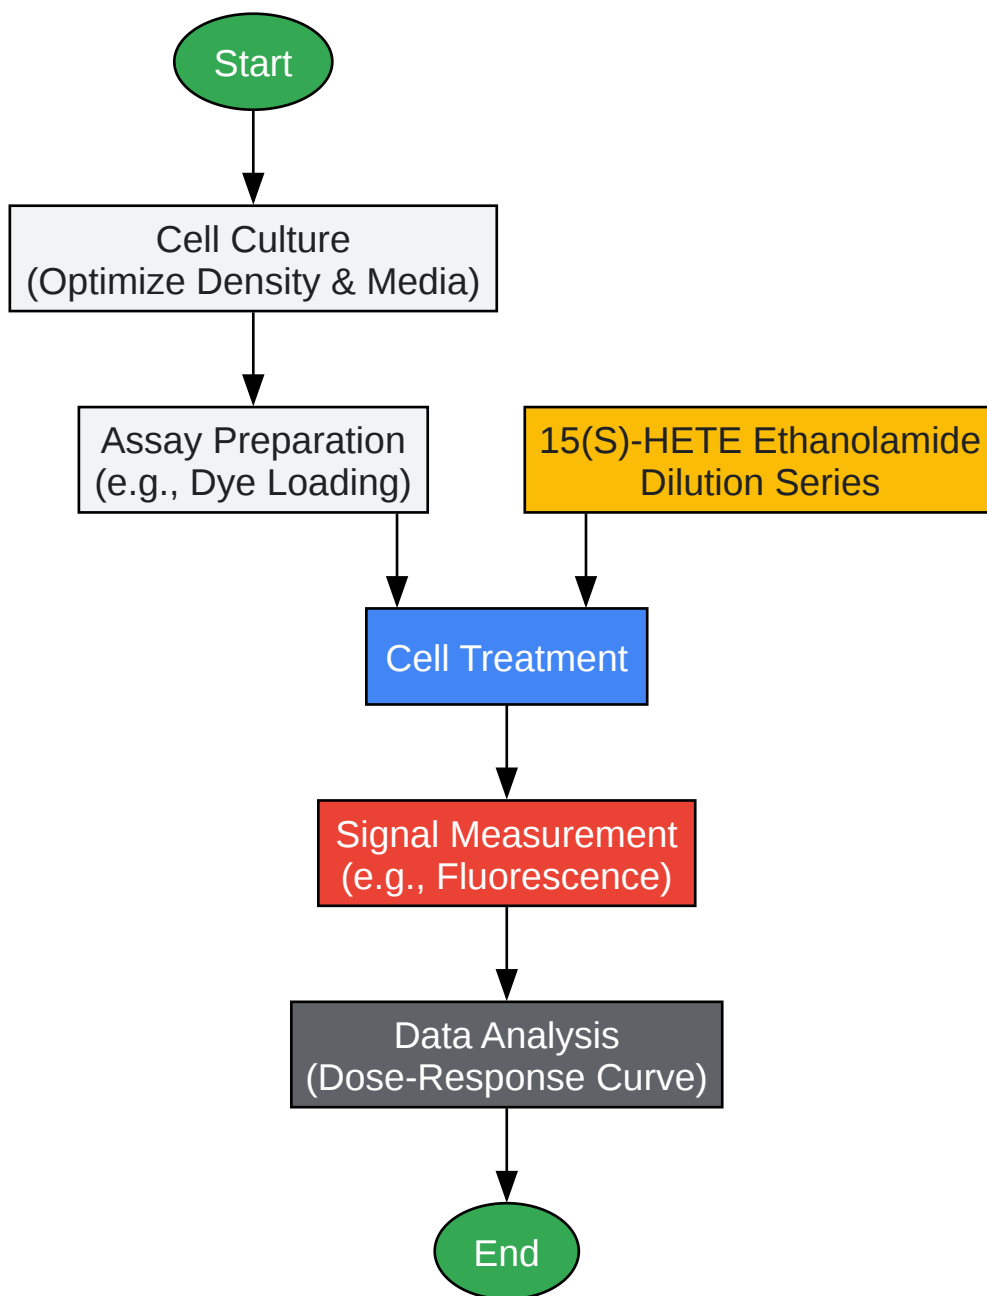 Start
Cell Culture
(Optimize Density & Media)
Assay Preparation
(e.g., Dye Loading)
15(S)-HETE Ethanolamide
Dilution Series
Cell Treatment
Signal Measurement
(e.g., Fluorescence)
Data Analysis
(Dose-Response Curve)
End